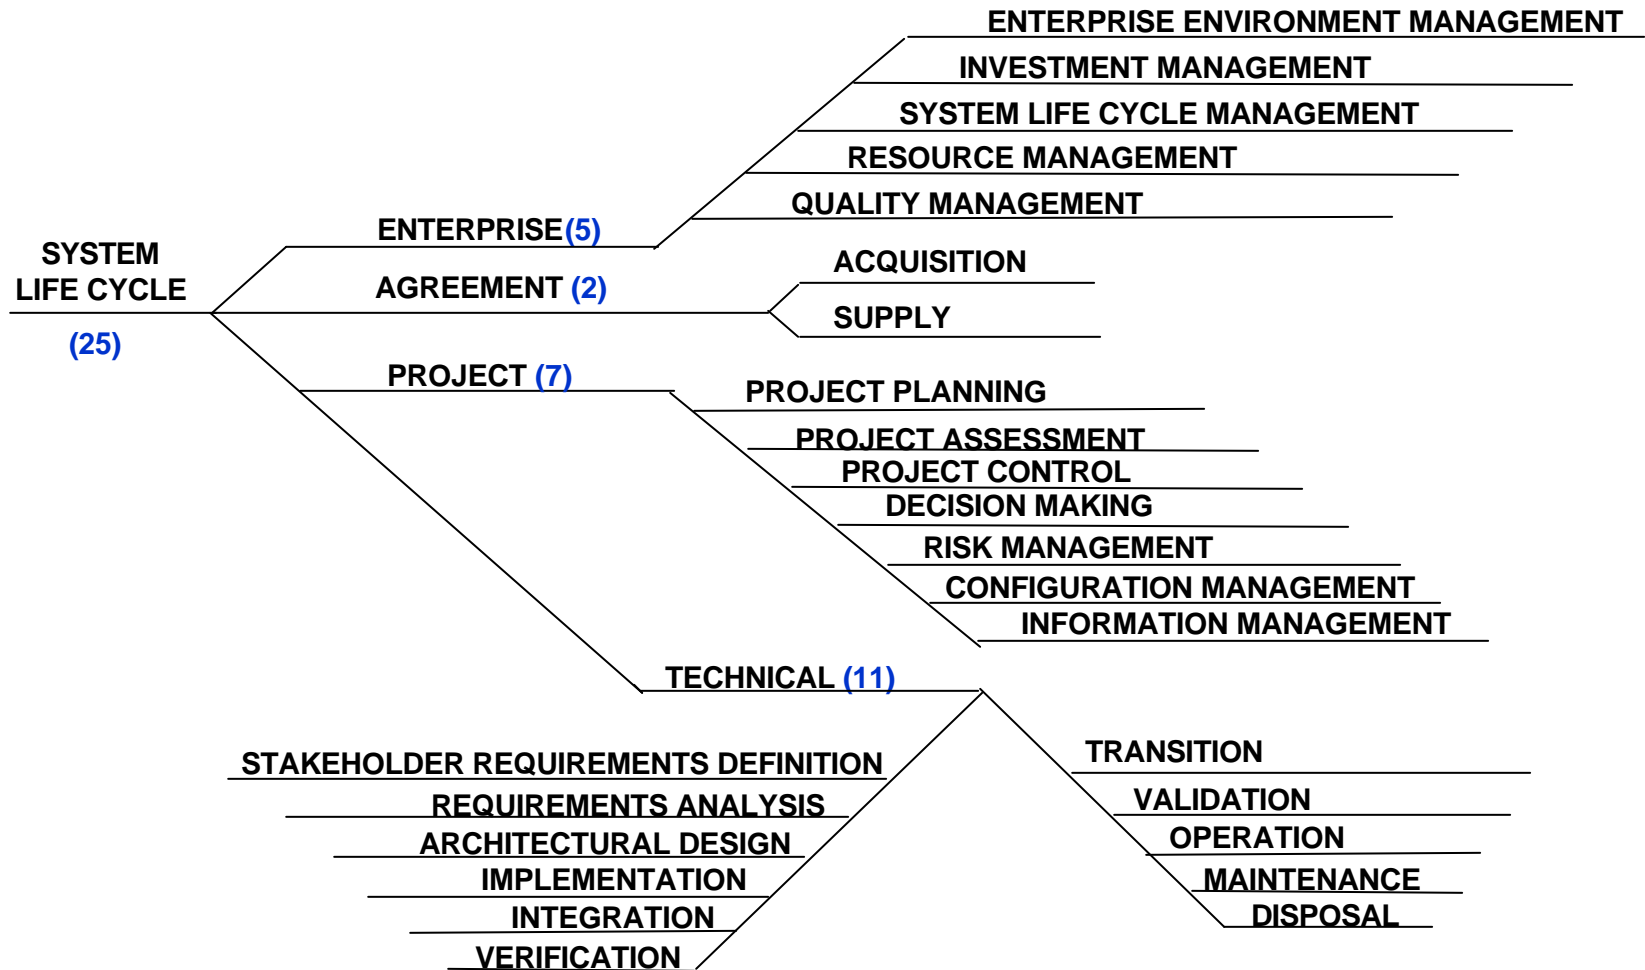 SYSTEM
LIFE CYCLE
(25)
ENTERPRISE (5)
ENTERPRISE ENVIRONMENT MANAGEMENT
INVESTMENT MANAGEMENT
SYSTEM LIFE CYCLE MANAGEMENT
RESOURCE MANAGEMENT
QUALITY MANAGEMENT
AGREEMENT (2)
ACQUISITION
SUPPLY
PROJECT (7)
PROJECT PLANNING
PROJECT ASSESSMENT
PROJECT CONTROL
DECISION MAKING
RISK MANAGEMENT
CONFIGURATION MANAGEMENT
INFORMATION MANAGEMENT
TECHNICAL (11)
STAKEHOLDER REQUIREMENTS DEFINITION
REQUIREMENTS ANALYSIS
ARCHITECTURAL DESIGN
IMPLEMENTATION
INTEGRATION
VERIFICATION
TRANSITION
VALIDATION
OPERATION
MAINTENANCE
DISPOSAL